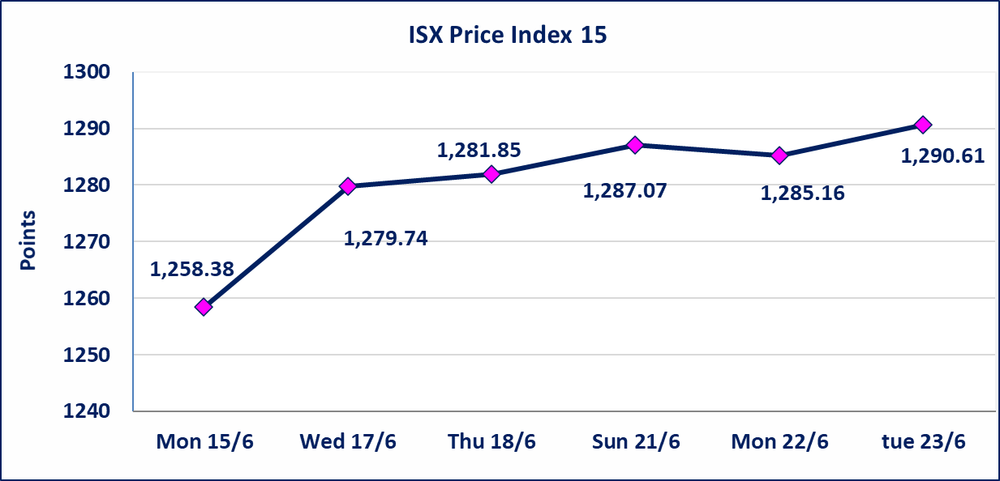 ISX Price Index 15
1300
1290
1280
1270
1260
1250
1240
Points
1,258.38
1,279.74
1,281.85
1,287.07
1,285.16
1,290.61
Mon 15/6
Wed 17/6
Thu 18/6
Sun 21/6
Mon 22/6
tue 23/6